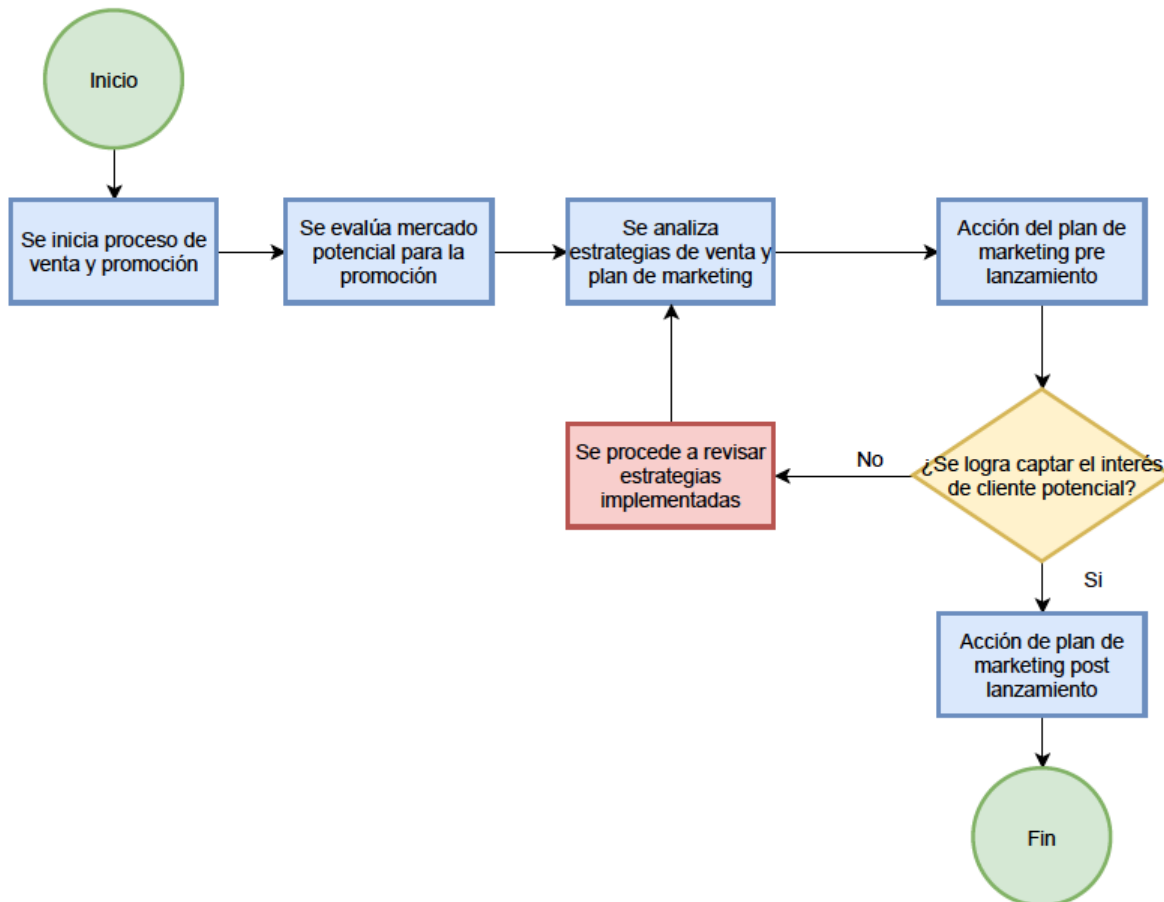 Inicio
Se inicia proceso de
venta y promoción
Se evalúa mercado
potencial para la
promoción
Se analiza
estrategias de venta y
plan de marketing
Acción del plan de
marketing pre
lanzamiento
¿Se logra captar el interés
de cliente potencial?
No
Se procede a revisar
estrategias
implementadas
Si
Acción de plan de
marketing post
lanzamiento
Fin